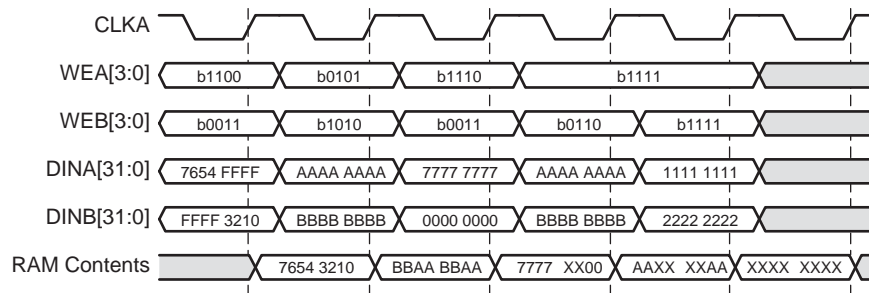 CLKA
WEA[3:0] b1100 b0101 b1110 b1111
WEB[3:0] b0011 b1010 b0011 b0110 b1111
DINA[31:0] 7654 FFFF AAAA AAAA 7777 7777 AAAA AAAA 1111 1111
DINB[31:0] FFFF 3210 BBBB BBBB 0000 0000 BBBB BBBB 2222 2222
RAM Contents 7654 3210 BBAA BBAA 7777 XX00 AAXX XXAA XXXX XXXX